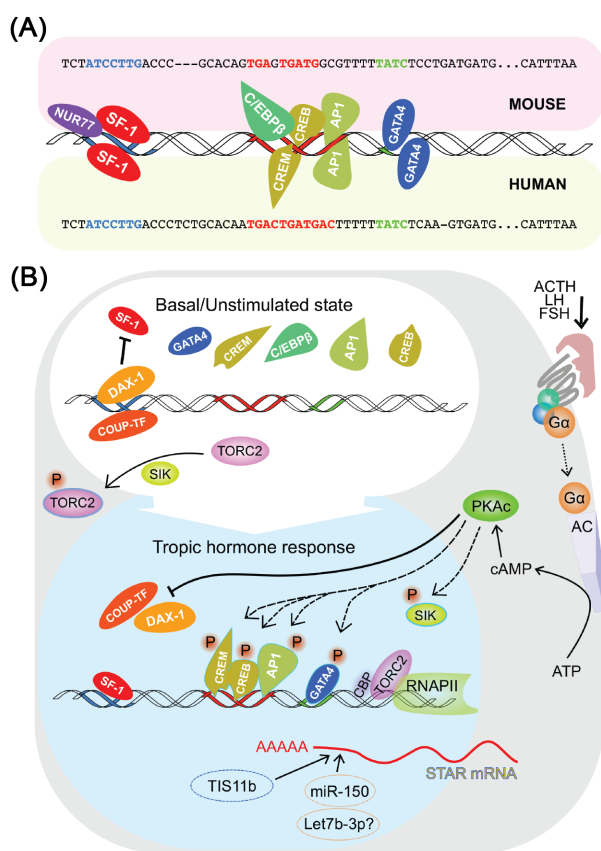 (A)
TCTATCCTTGACCC---GCACAGTGAGTGATGGCGTTTTTATCTCCTGATGATG...CATTTAA
MOUSE
NUR77
SF-1
SF-1
C/EBPβ
CREB
AP1
CREM
AP1
GATA4
GATA4
HUMAN
TCTATCCTTGACCCTCTGCACAATGACTGATGACTTTTTTATCTCAA-GTGATG...CATTTAA
(B)
Basal/Unstimulated state
SF-1
GATA4
CREM
C/EBPβ
AP1
CREB
DAX-1
COUP-TF
ACTH
LH
FSH
Gα
TORC2
SIK
P
TORC2
Gα
AC
PKAc
Tropic hormone response
cAMP
COUP-TF
DAX-1
P
SIK
ATP
P
P
P
P
CREM
CREB
AP1
SF-1
GATA4
CBP
TORC2
RNAPII
AAAAA
STAR mRNA
TIS11b
miR-150
Let7b-3p?